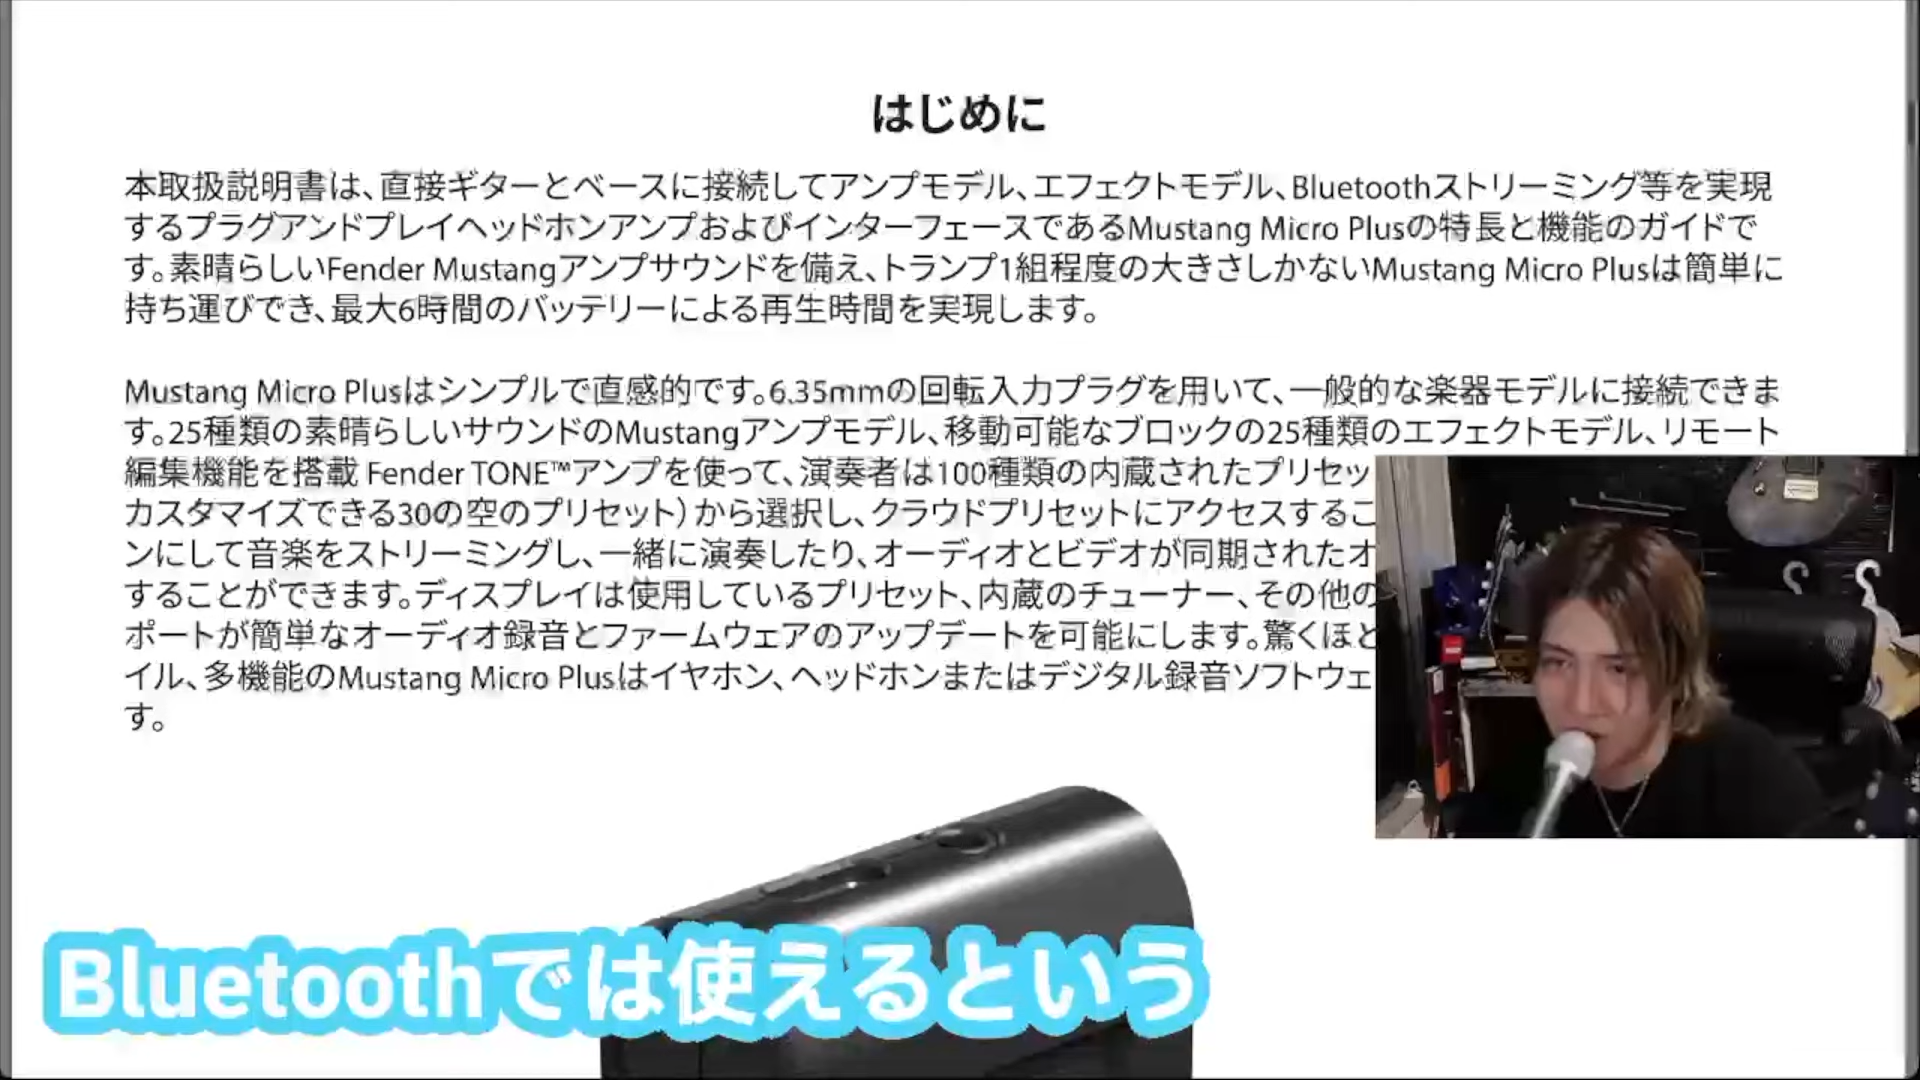 はじめに
本取扱説明書は、直接ギターとベースに接続してアンプモデル、エフェクトモデル、Bluetoothストリーミング等を実現
するプラグアンドプレイヘッドホンアンプおよびインターフェースであるMustang Micro Plusの特長と機能のガイドで
す。素晴らしいFender Mustangアンプサウンドを備え、トランプ1組程度の大きさしかないMustang Micro Plusは簡単に
持ち運びでき、最大6時間のバッテリーによる再生時間を実現します。
Mustang Micro Plusはシンプルで直感的です。6.35mmの回転入力プラグを用いて、一般的な楽器モデルに接続できま
す。25種類の素晴らしいサウンドのMustangアンプモデル、移動可能なブロックの25種類のエフェクトモデル、リモート
編集機能を搭載 Fender TONE™アンプを使って、演奏者は100種類の内蔵されたプリセッ
カスタマイズできる30の空のプリセット）から選択し、クラウドプリセットにアクセスするこ
ンにして音楽をストリーミングし、一緒に演奏したり、オーディオとビデオが同期されたオ
することができます。ディスプレイは使用しているプリセット、内蔵のチューナー、その他の
ポートが簡単なオーディオ録音とファームウェアのアップデートを可能にします。驚くほど
イル、多機能のMustang Micro Plusはイヤホン、ヘッドホンまたはデジタル録音ソフトウェ
す。
Bluetoothでは使えるという